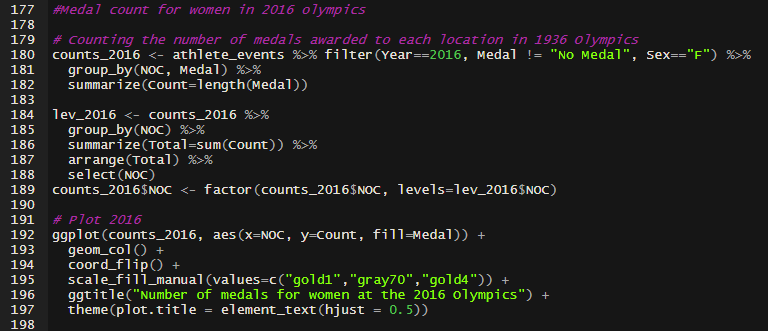 177 #Medal count for women in 2016 olympics
178
179 # Counting the number of medals awarded to each location in 1936 Olympics
180 counts_2016 <- athlete_events %>% filter(Year==2016, Medal != "No Medal", Sex=="F") %>%
181   group_by(NOC, Medal) %>%
182   summarize(Count=length(Medal))
183
184 lev_2016 <- counts_2016 %>%
185   group_by(NOC) %>%
186   summarize(Total=sum(Count)) %>%
187   arrange(Total) %>%
188   select(NOC)
189 counts_2016$NOC <- factor(counts_2016$NOC, levels=lev_2016$NOC)
190
191 # Plot 2016
192 ggplot(counts_2016, aes(x=NOC, y=Count, fill=Medal)) +
193   geom_col() +
194   coord_flip() +
195   scale_fill_manual(values=c("gold1","gray70","gold4")) +
196   ggtitle("Number of medals for women at the 2016 Olympics") +
197   theme(plot.title = element_text(hjust = 0.5))
198